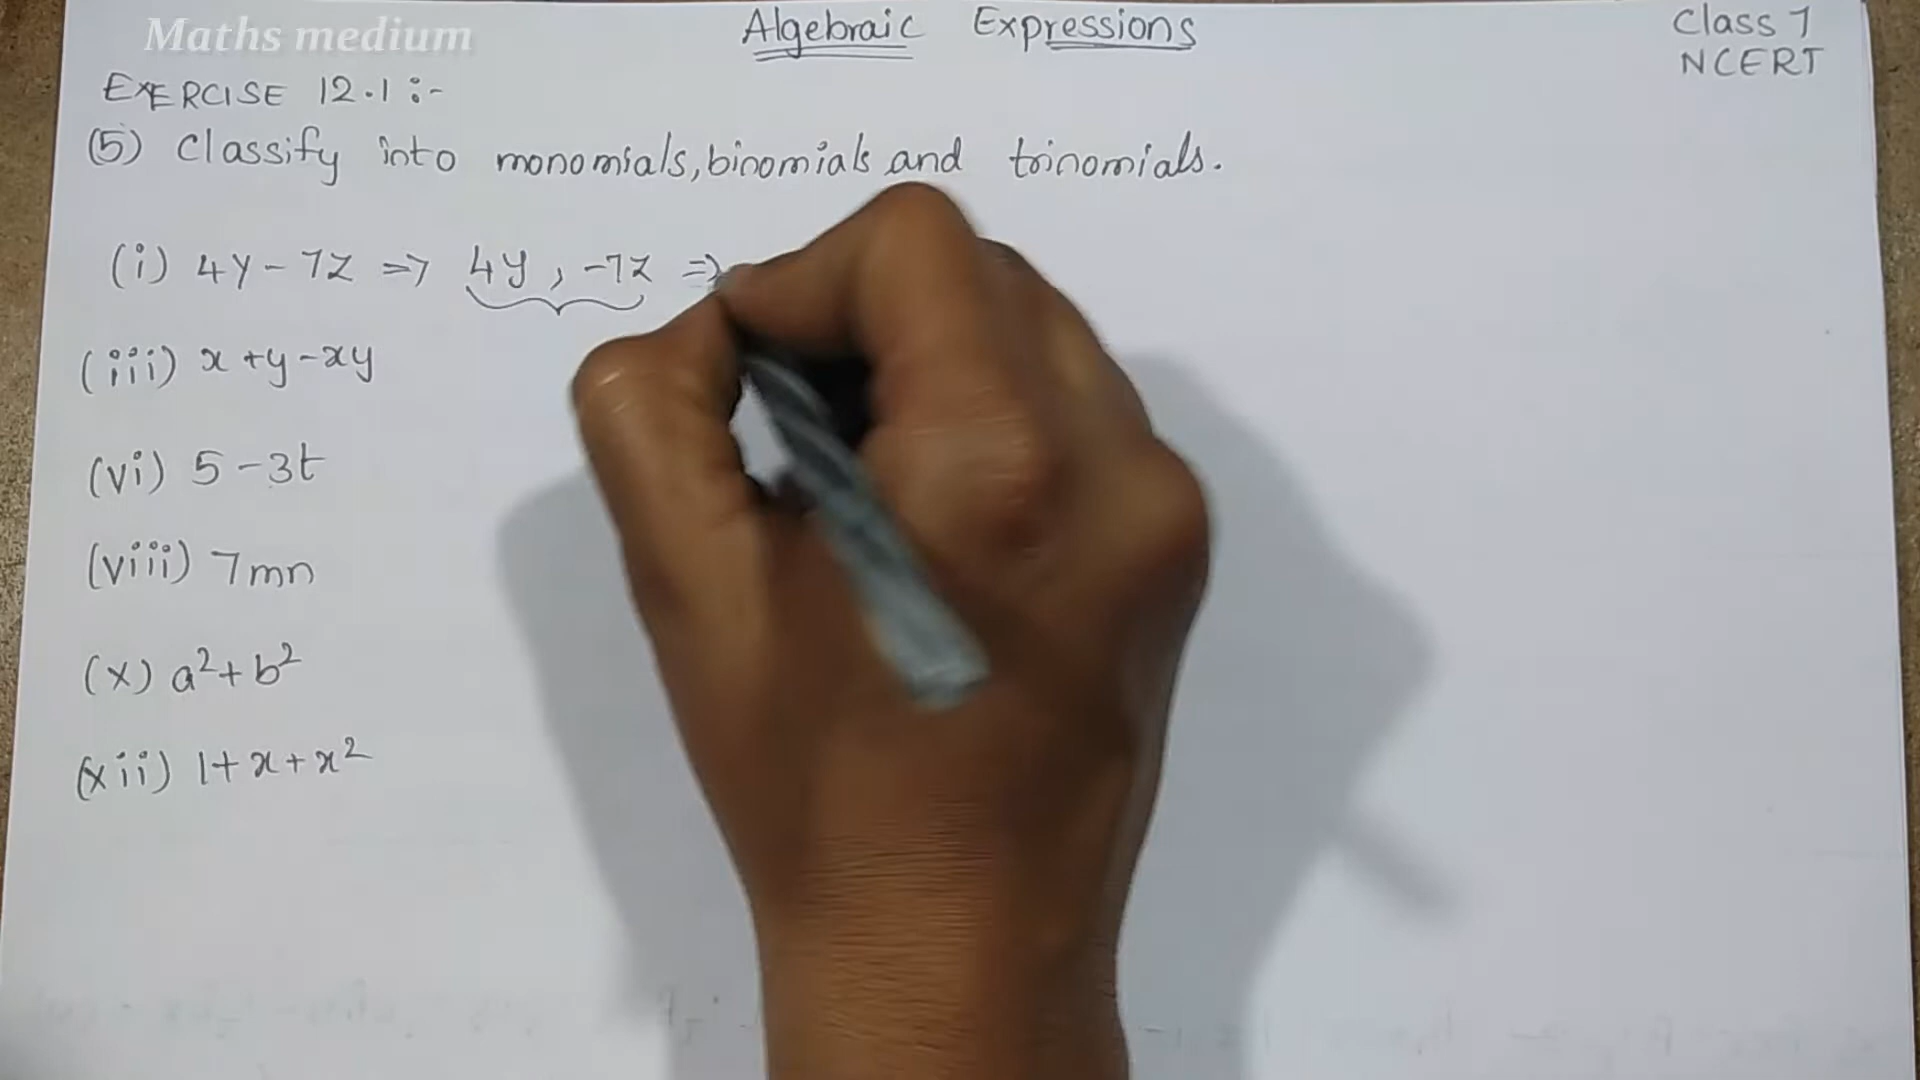 Maths medium
Algebraic Expressions
Class 7
NCERT
EXERCISE 12.1 :-
(5) Classify into monomials, binomials and trinomials.
(i) 4y - 7z => 4y , -7z =>
(iii) x + y - xy
(vi) 5 - 3t
(viii) 7mn
(x) a² + b²
(xii) 1 + x + x²